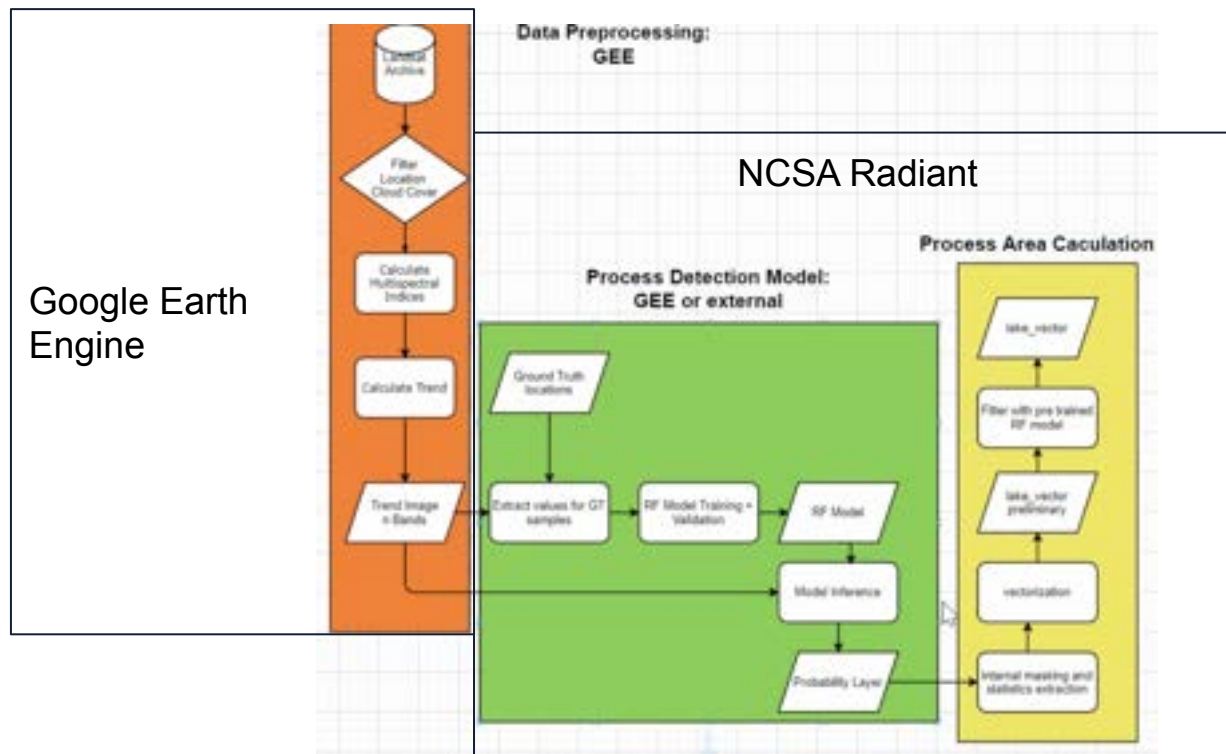 Data Preprocessing:
GEE
Landsat
Archive
Filter
Location
Cloud Cover
Calculate
Multispectral
Indices
Calculate Trend
Trend Image
n Bands
Google Earth
Engine
NCSA Radiant
Process Detection Model:
GEE or external
Ground Truth
locations
Extract values for GT
samples
RF Model Training +
Validation
RF Model
Model Inference
Probability Layer
Process Area Caculation
lake_vector
Filter with pre trained
RF model
lake_vector
preliminary
vectorization
Internal masking and
statistics extraction